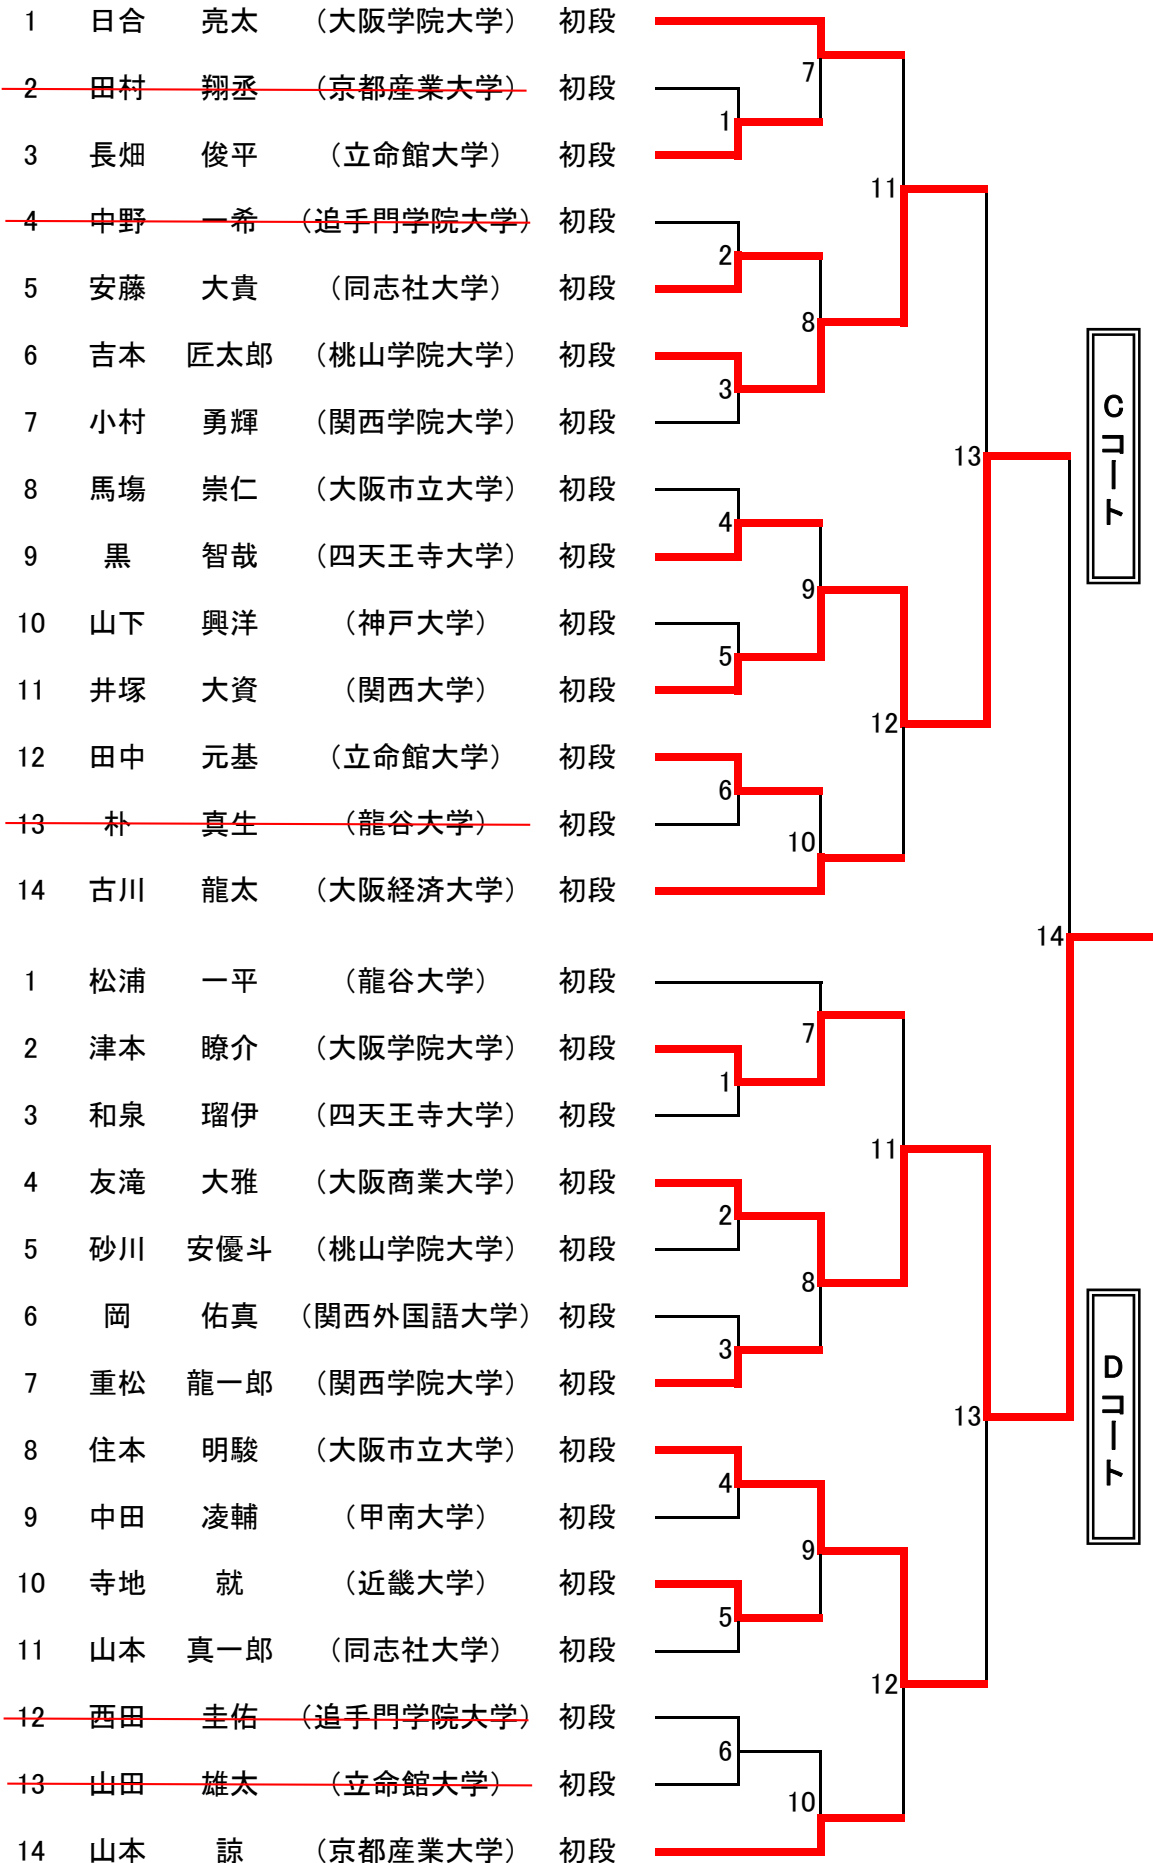 1 日合 亮太 （大阪学院大学） 初段
7
2 田村 翔丞 （京都産業大学） 初段
1
3 長畑 俊平 （立命館大学） 初段
11
4 中野 一希 （追手門学院大学） 初段
2
5 安藤 大貴 （同志社大学） 初段
8
6 吉本 匠太郎 （桃山学院大学） 初段
3
7 小村 勇輝 （関西学院大学） 初段
Cコート
13
8 馬塲 崇仁 （大阪市立大学） 初段
4
9 黒 智哉 （四天王寺大学） 初段
9
10 山下 興洋 （神戸大学） 初段
5
11 井塚 大資 （関西大学） 初段
12
12 田中 元基 （立命館大学） 初段
6
13 朴 真生 （龍谷大学） 初段
10
14 古川 龍太 （大阪経済大学） 初段
14
1 松浦 一平 （龍谷大学） 初段
7
2 津本 瞭介 （大阪学院大学） 初段
1
3 和泉 瑠伊 （四天王寺大学） 初段
11
4 友滝 大雅 （大阪商業大学） 初段
2
5 砂川 安優斗 （桃山学院大学） 初段
8
6 岡 佑真 （関西外国語大学） 初段
3
7 重松 龍一郎 （関西学院大学） 初段
Dコート
13
8 住本 明駿 （大阪市立大学） 初段
4
9 中田 凌輔 （甲南大学） 初段
9
10 寺地 就 （近畿大学） 初段
5
11 山本 真一郎 （同志社大学） 初段
12
12 西田 圭佑 （追手門学院大学） 初段
6
13 山田 雄太 （立命館大学） 初段
10
14 山本 諒 （京都産業大学） 初段